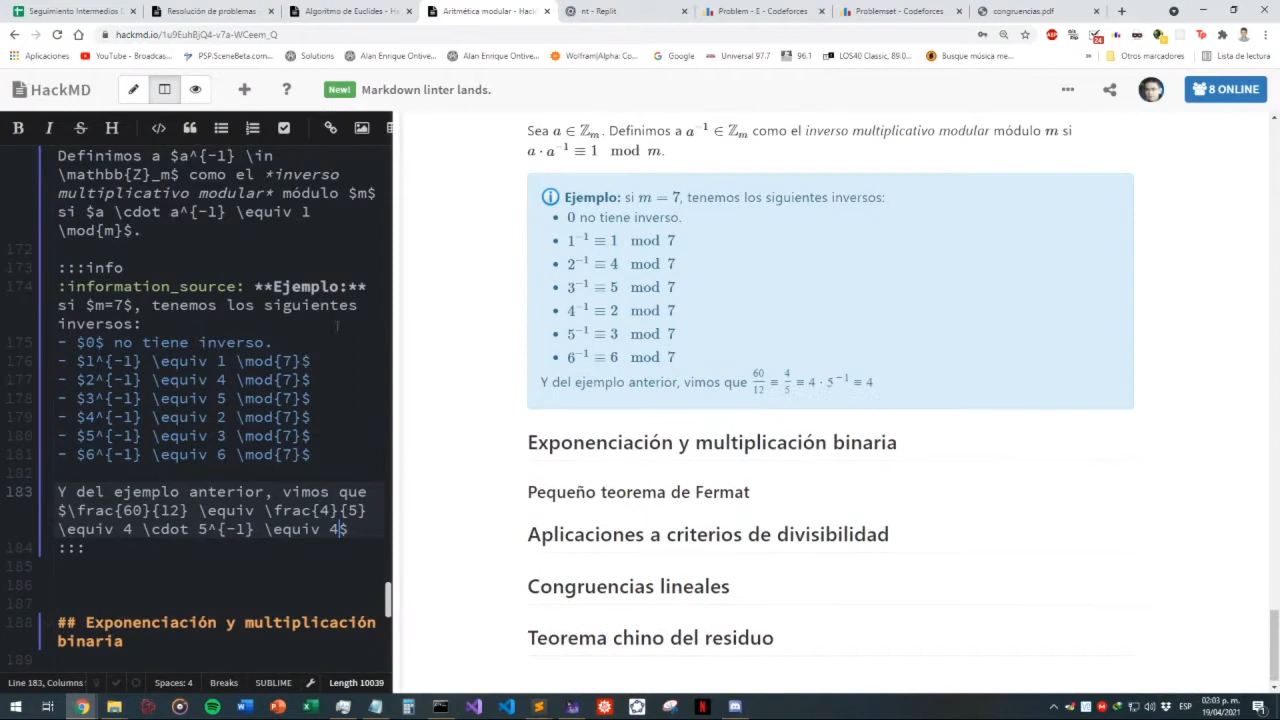 Seguimiento Intermedios
Resolución de problemas -
Algoritmo de Euclides - H
Aritmética modular - Hack
nt - Replit
Problem - E - Codeforces
Problemset - Codeforces
congruencias.pdf
hackmd.io/1u9EuhBJQ4-v7a-WCeem_Q
Aplicaciones
YouTube - Broadcas...
PSP.SceneBeta.com...
Solutions
Alan Enrique Ontive...
Alan Enrique Ontive...
Wolfram|Alpha: Co...
Google
Universal 97.7
96.1
LOS40 Classic, 89.0...
Busque música me...
»
Otros marcadores
Lista de lectura
HackMD
New!
Markdown linter lands.
8 ONLINE
B I S H
Definimos a $a^{-1} \in
\mathbb{Z}_m$ como el *inverso
multiplicativo modular* módulo $m$
si $a \cdot a^{-1} \equiv 1
\mod{m}$.
172
173 :::info
174 :information_source: **Ejemplo:**
si $m=7$, tenemos los siguientes
inversos:
175 - $0$ no tiene inverso.
176 - $1^{-1} \equiv 1 \mod{7}$
177 - $2^{-1} \equiv 4 \mod{7}$
178 - $3^{-1} \equiv 5 \mod{7}$
179 - $4^{-1} \equiv 2 \mod{7}$
180 - $5^{-1} \equiv 3 \mod{7}$
181 - $6^{-1} \equiv 6 \mod{7}$
182
183 Y del ejemplo anterior, vimos que
$\frac{60}{12} \equiv \frac{4}{5}
\equiv 4 \cdot 5^{-1} \equiv 4$
184 :::
185
186
187
188 ## Exponenciación y multiplicación
binaria
189
Line 183, Columns
Spaces: 4
Breaks
SUBLIME
Length 10039
Sea a ∈ ℤₘ. Definimos a a⁻¹ ∈ ℤₘ como el inverso multiplicativo modular módulo m si
a · a⁻¹ ≡ 1 mod m.
Ejemplo: si m = 7, tenemos los siguientes inversos:
• 0 no tiene inverso.
• 1⁻¹ ≡ 1 mod 7
• 2⁻¹ ≡ 4 mod 7
• 3⁻¹ ≡ 5 mod 7
• 4⁻¹ ≡ 2 mod 7
• 5⁻¹ ≡ 3 mod 7
• 6⁻¹ ≡ 6 mod 7
Y del ejemplo anterior, vimos que 60/12 ≡ 4/5 ≡ 4 · 5⁻¹ ≡ 4
Exponenciación y multiplicación binaria
Pequeño teorema de Fermat
Aplicaciones a criterios de divisibilidad
Congruencias lineales
Teorema chino del residuo
ESP
02:03 p. m.
19/04/2021